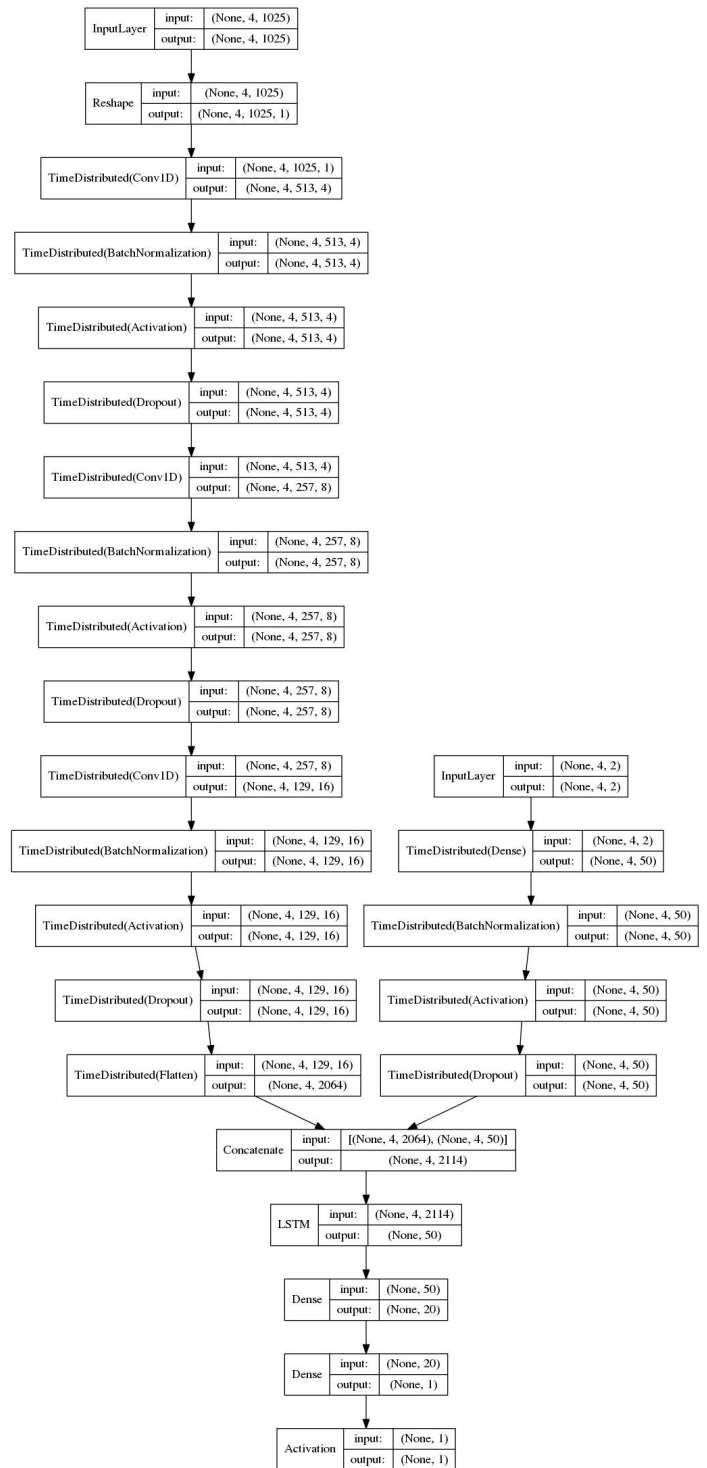 InputLayer input: (None, 4, 1025)
output: (None, 4, 1025)
Reshape input: (None, 4, 1025)
output: (None, 4, 1025, 1)
TimeDistributed(Conv1D) input: (None, 4, 1025, 1)
output: (None, 4, 513, 4)
TimeDistributed(BatchNormalization) input: (None, 4, 513, 4)
output: (None, 4, 513, 4)
TimeDistributed(Activation) input: (None, 4, 513, 4)
output: (None, 4, 513, 4)
TimeDistributed(Dropout) input: (None, 4, 513, 4)
output: (None, 4, 513, 4)
TimeDistributed(Conv1D) input: (None, 4, 513, 4)
output: (None, 4, 257, 8)
TimeDistributed(BatchNormalization) input: (None, 4, 257, 8)
output: (None, 4, 257, 8)
TimeDistributed(Activation) input: (None, 4, 257, 8)
output: (None, 4, 257, 8)
TimeDistributed(Dropout) input: (None, 4, 257, 8)
output: (None, 4, 257, 8)
TimeDistributed(Conv1D) input: (None, 4, 257, 8)
output: (None, 4, 129, 16)
TimeDistributed(BatchNormalization) input: (None, 4, 129, 16)
output: (None, 4, 129, 16)
TimeDistributed(Activation) input: (None, 4, 129, 16)
output: (None, 4, 129, 16)
TimeDistributed(Dropout) input: (None, 4, 129, 16)
output: (None, 4, 129, 16)
TimeDistributed(Flatten) input: (None, 4, 129, 16)
output: (None, 4, 2064)
InputLayer input: (None, 4, 2)
output: (None, 4, 2)
TimeDistributed(Dense) input: (None, 4, 2)
output: (None, 4, 50)
TimeDistributed(BatchNormalization) input: (None, 4, 50)
output: (None, 4, 50)
TimeDistributed(Activation) input: (None, 4, 50)
output: (None, 4, 50)
TimeDistributed(Dropout) input: (None, 4, 50)
output: (None, 4, 50)
Concatenate input: [(None, 4, 2064), (None, 4, 50)]
output: (None, 4, 2114)
LSTM input: (None, 4, 2114)
output: (None, 50)
Dense input: (None, 50)
output: (None, 20)
Dense input: (None, 20)
output: (None, 1)
Activation input: (None, 1)
output: (None, 1)